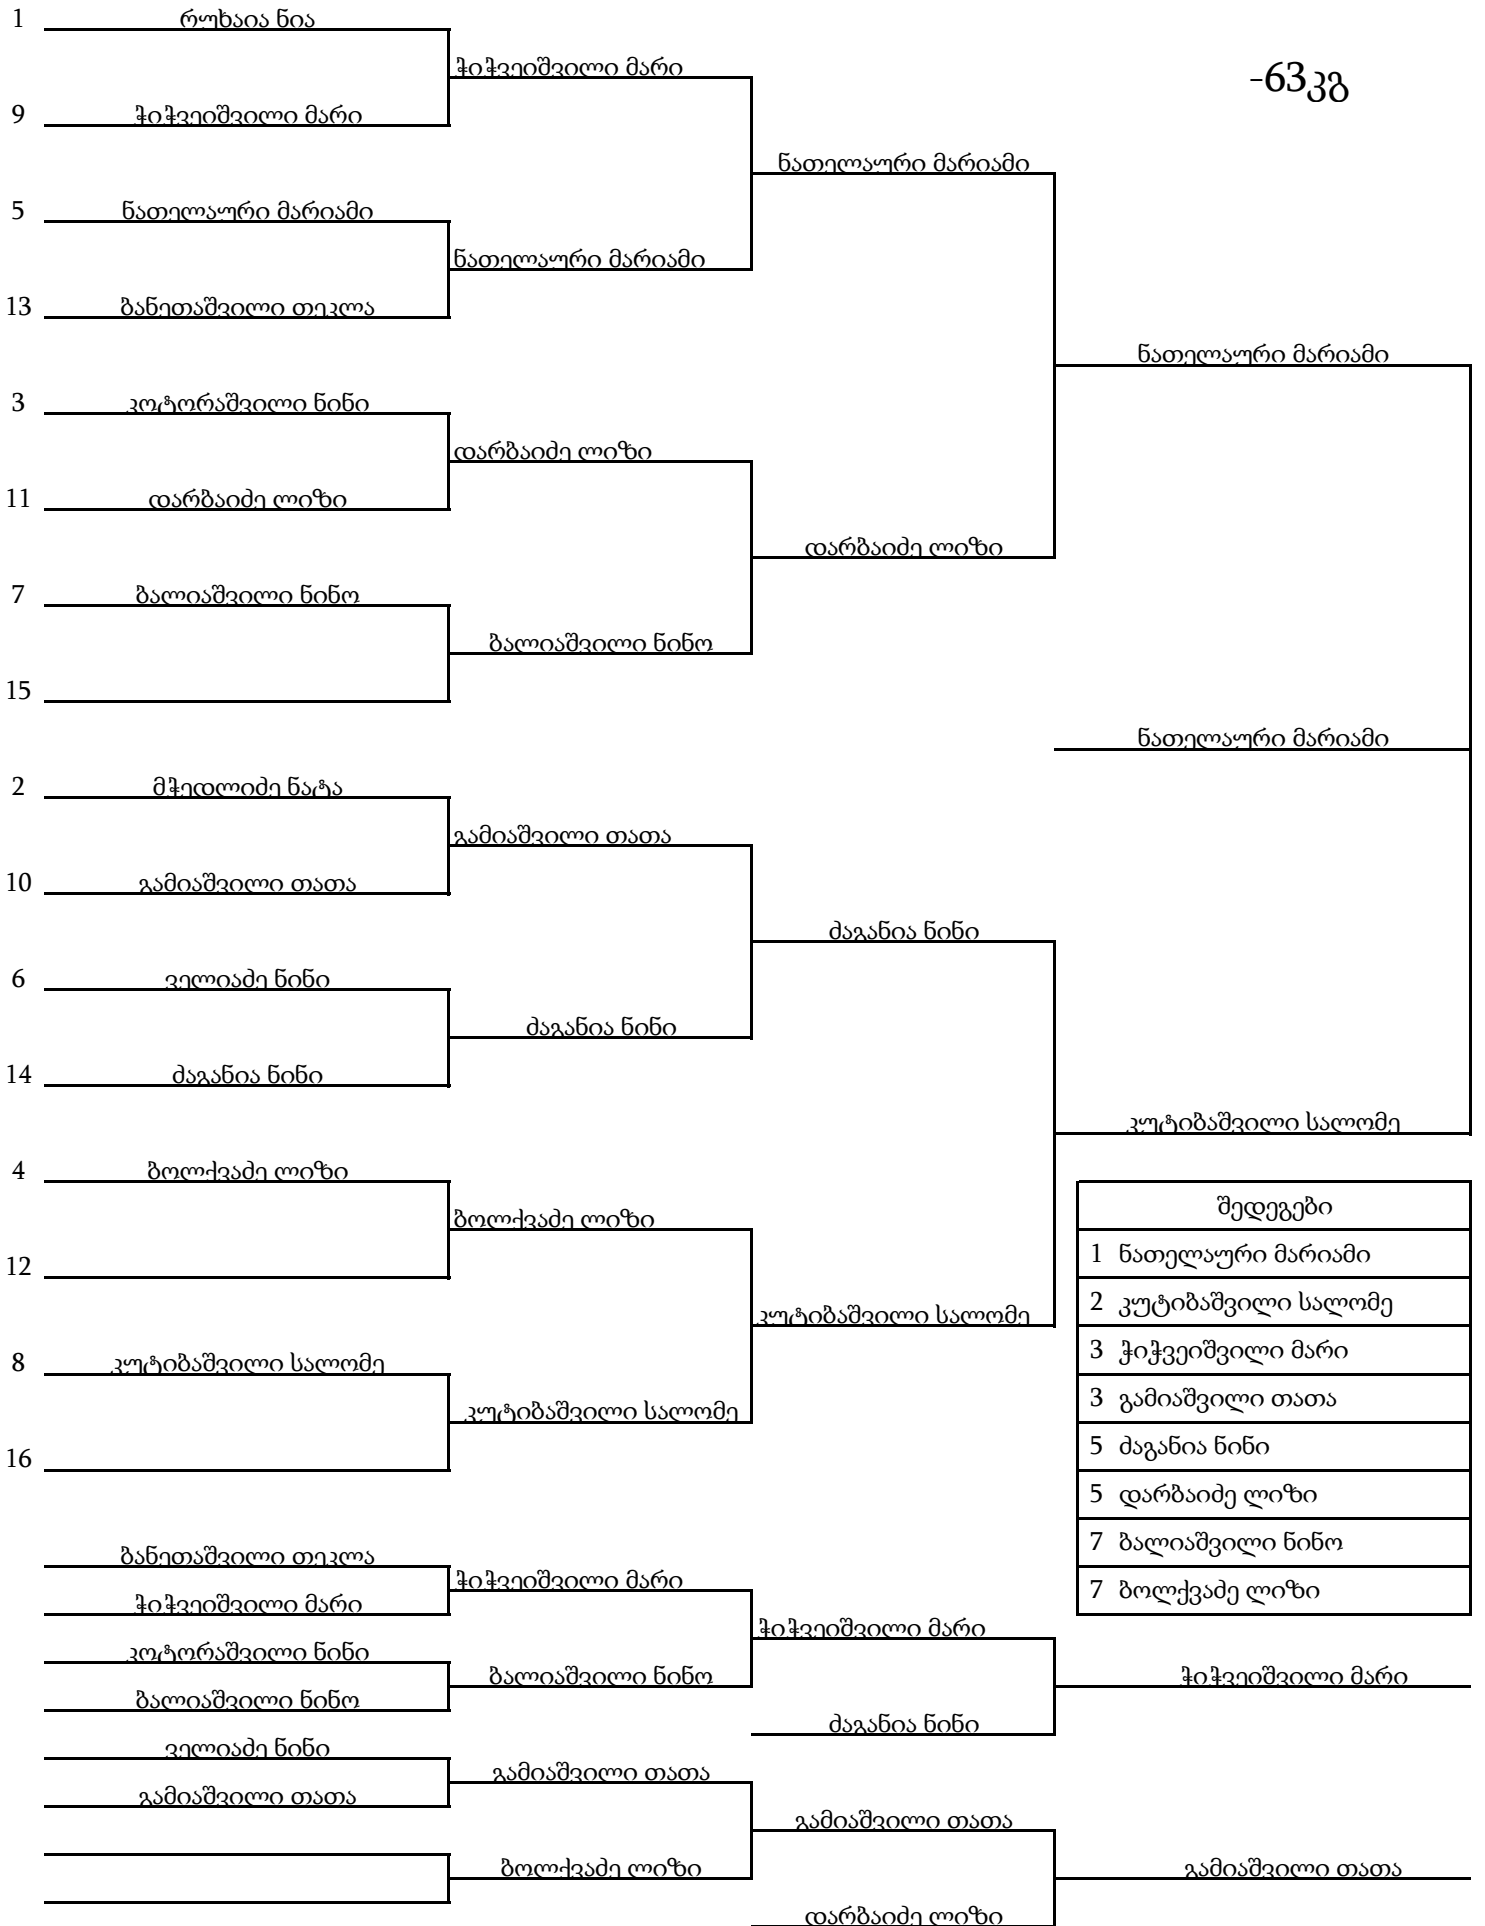 1 რუხაია ნია
ჭიჭვეიშვილი მარი
-63კგ
9 ჭიჭვეიშვილი მარი
ნათელაური მარიამი
5 ნათელაური მარიამი
ნათელაური მარიამი
13 ბანეთაშვილი თეკლა
ნათელაური მარიამი
3 კოტორაშვილი ნინი
დარბაიძე ლიზი
11 დარბაიძე ლიზი
დარბაიძე ლიზი
7 ბალიაშვილი ნინო
ბალიაშვილი ნინო
15
ნათელაური მარიამი
2 მჭედლიძე ნატა
გამიაშვილი თათა
10 გამიაშვილი თათა
ძაგანია ნინი
6 ველიაძე ნინი
ძაგანია ნინი
14 ძაგანია ნინი
კუტიბაშვილი სალომე
4 ბოლქვაძე ლიზი
ბოლქვაძე ლიზი
12
კუტიბაშვილი სალომე
8 კუტიბაშვილი სალომე
კუტიბაშვილი სალომე
16
შედეგები
1 ნათელაური მარიამი
2 კუტიბაშვილი სალომე
3 ჭიჭვეიშვილი მარი
3 გამიაშვილი თათა
5 ძაგანია ნინი
5 დარბაიძე ლიზი
7 ბალიაშვილი ნინო
7 ბოლქვაძე ლიზი
ბანეთაშვილი თეკლა
ჭიჭვეიშვილი მარი
ჭიჭვეიშვილი მარი
ჭიჭვეიშვილი მარი
კოტორაშვილი ნინი
ბალიაშვილი ნინო
ჭიჭვეიშვილი მარი
ბალიაშვილი ნინო
ძაგანია ნინი
ველიაძე ნინი
გამიაშვილი თათა
გამიაშვილი თათა
გამიაშვილი თათა
ბოლქვაძე ლიზი
გამიაშვილი თათა
დარბაიძე ლიზი